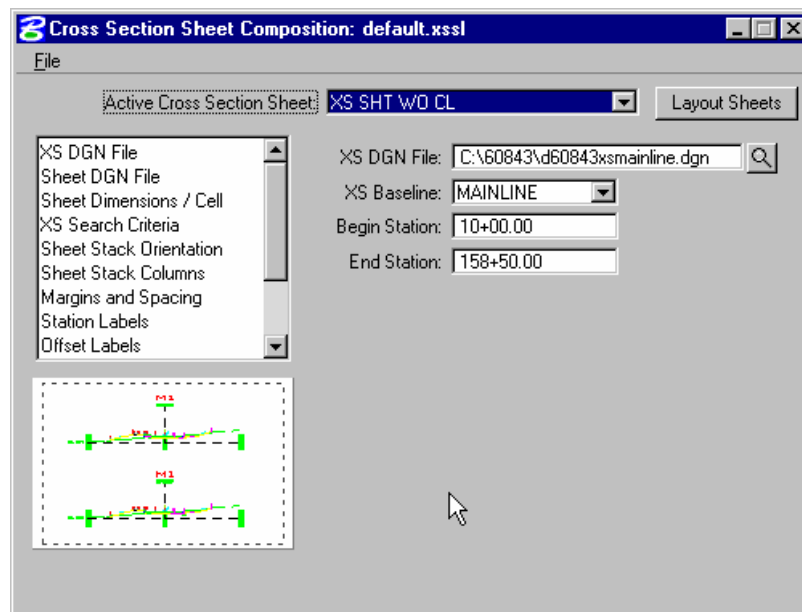 Cross Section Sheet Composition: default.xssl
File
Active Cross Section Sheet: XS SHT WO CL
Layout Sheets
XS DGN File
Sheet DGN File
Sheet Dimensions / Cell
XS Search Criteria
Sheet Stack Orientation
Sheet Stack Columns
Margins and Spacing
Station Labels
Offset Labels
XS DGN File: C:\60843\d60843xsmainline.dgn
XS Baseline: MAINLINE
Begin Station: 10+00.00
End Station: 158+50.00